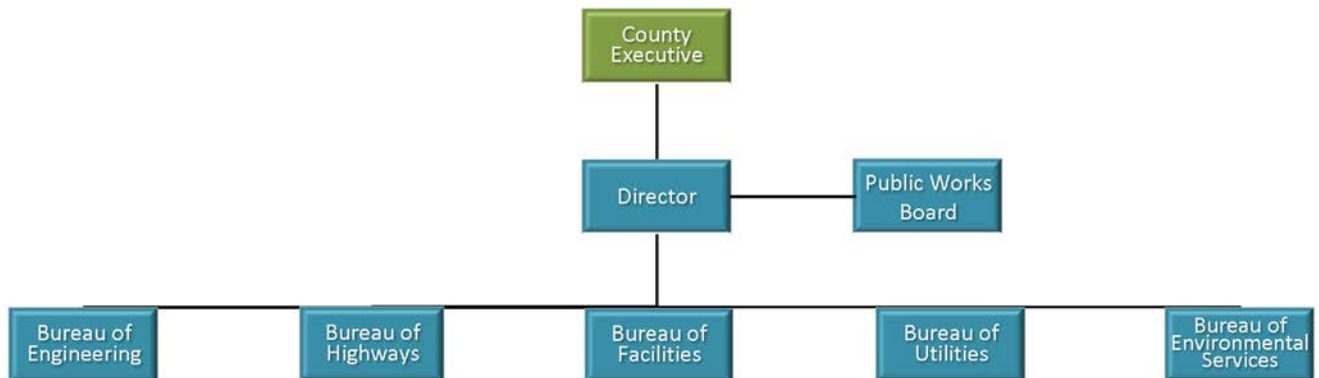 County
Executive
Director
Public Works
Board
Bureau of
Engineering
Bureau of
Highways
Bureau of
Facilities
Bureau of
Utilities
Bureau of
Environmental
Services